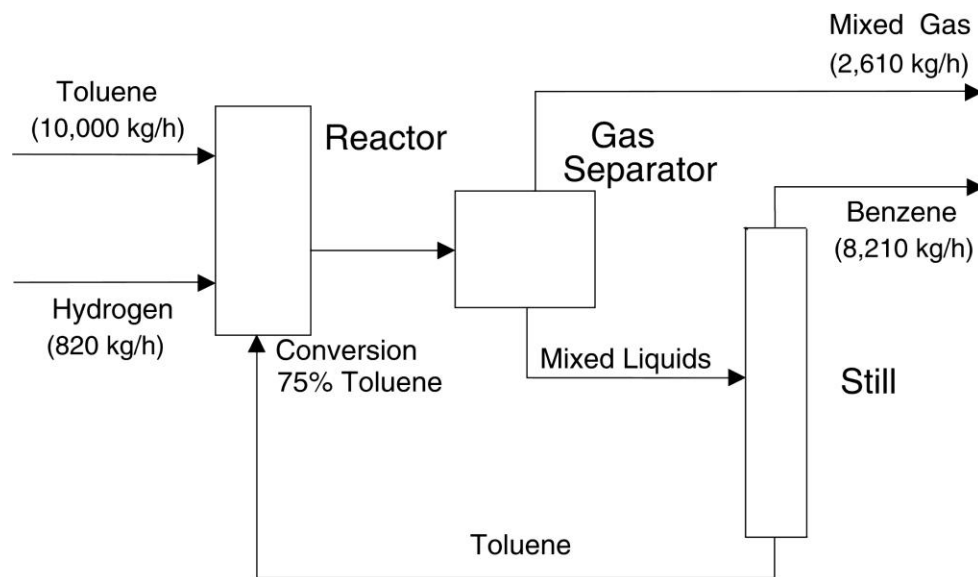 Mixed Gas
(2,610 kg/h)
Toluene
(10,000 kg/h)
Reactor
Gas
Separator
Benzene
(8,210 kg/h)
Hydrogen
(820 kg/h)
Conversion
75% Toluene
Mixed Liquids
Still
Toluene